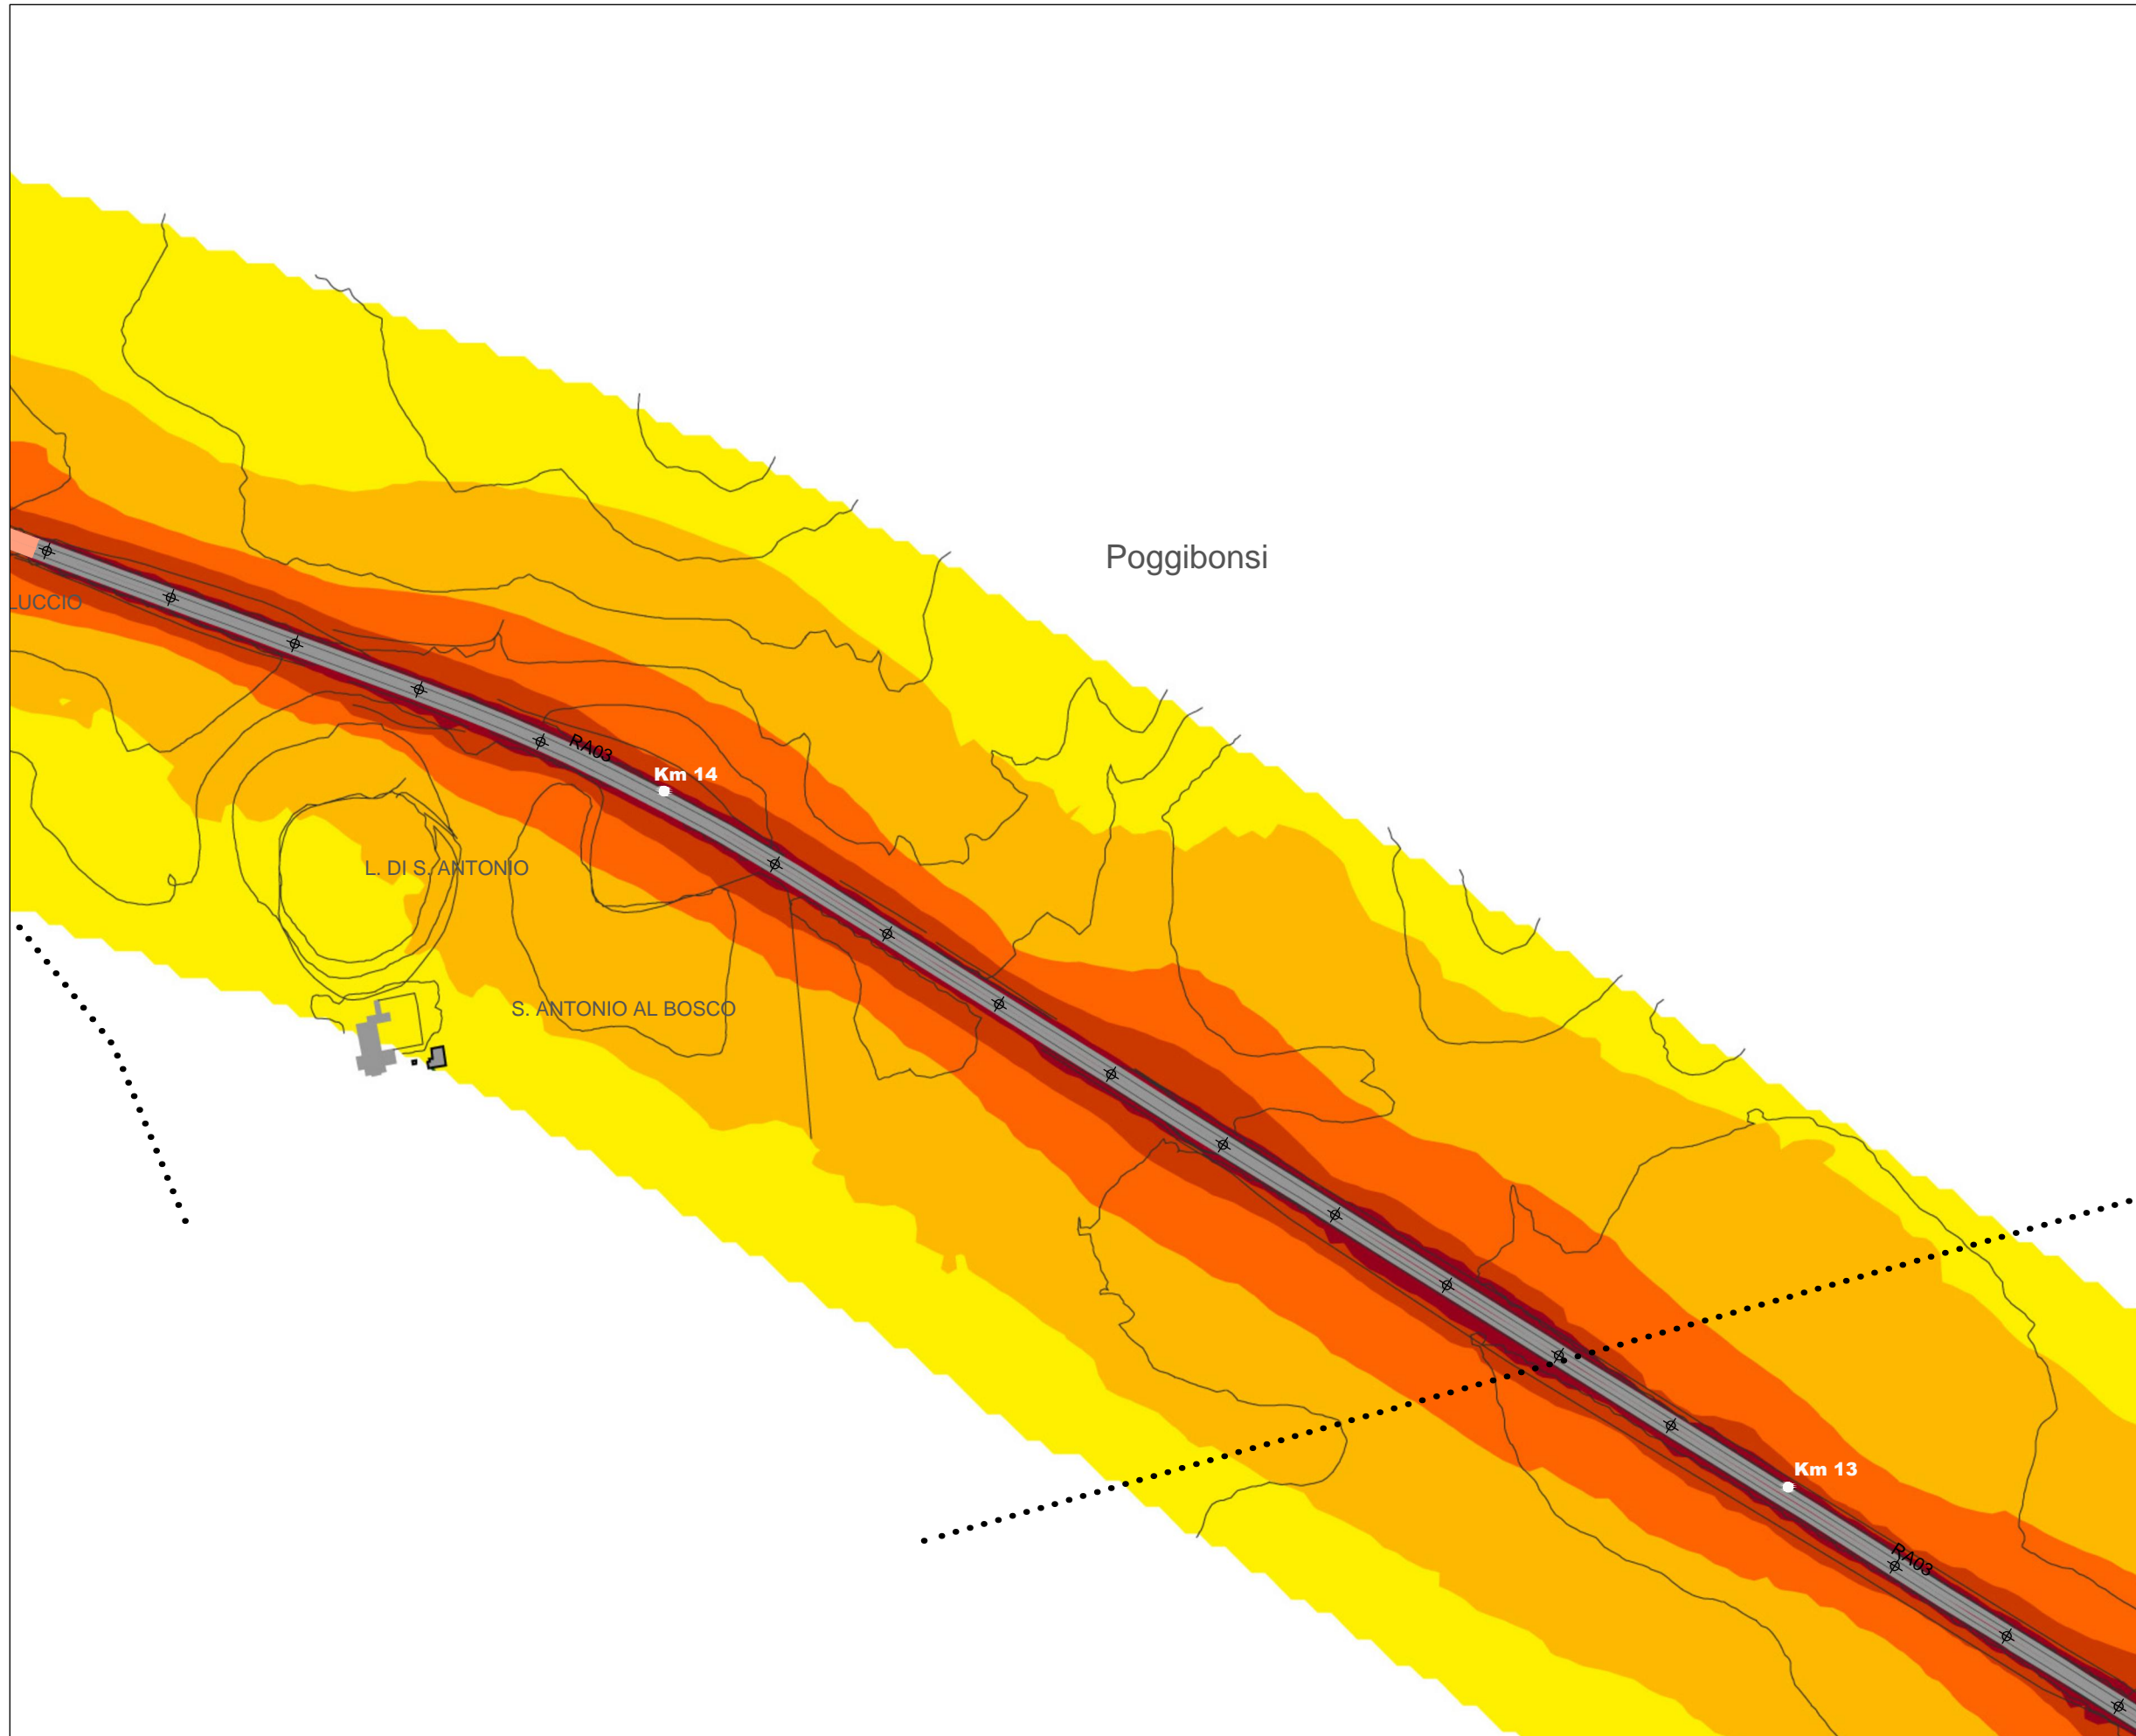 Poggibonsi
LUCCIO
RA03
Km 14
L. DI S. ANTONIO
S. ANTONIO AL BOSCO
Km 13
RA03